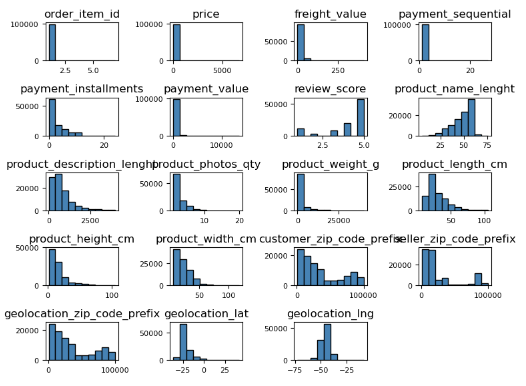 order_item_id price freight_value payment_sequential
100000 100000 50000 100000
0 0 0 0
2.5 5.0 0 5000 0 250 0 20
payment_installments payment_value review_score product_name_lenght
50000 100000 50000 25000
0 0 0 0
0 20 0 10000 2.5 5.0 25 50 75
product_description_lenght product_photos_qty product_weight_g product_length_cm
20000 50000 50000 25000
0 0 0 0
0 2500 10 20 0 25000 50 100
product_height_cm product_width_cm customer_zip_code_prefix seller_zip_code_prefix
50000 25000 20000 25000
0 0 0 0
0 100 50 100 0 100000 0 100000
geolocation_zip_code_prefix geolocation_lat geolocation_lng
20000 50000 50000
0 0 0
0 100000 −25 0 25 −75 −50 −25